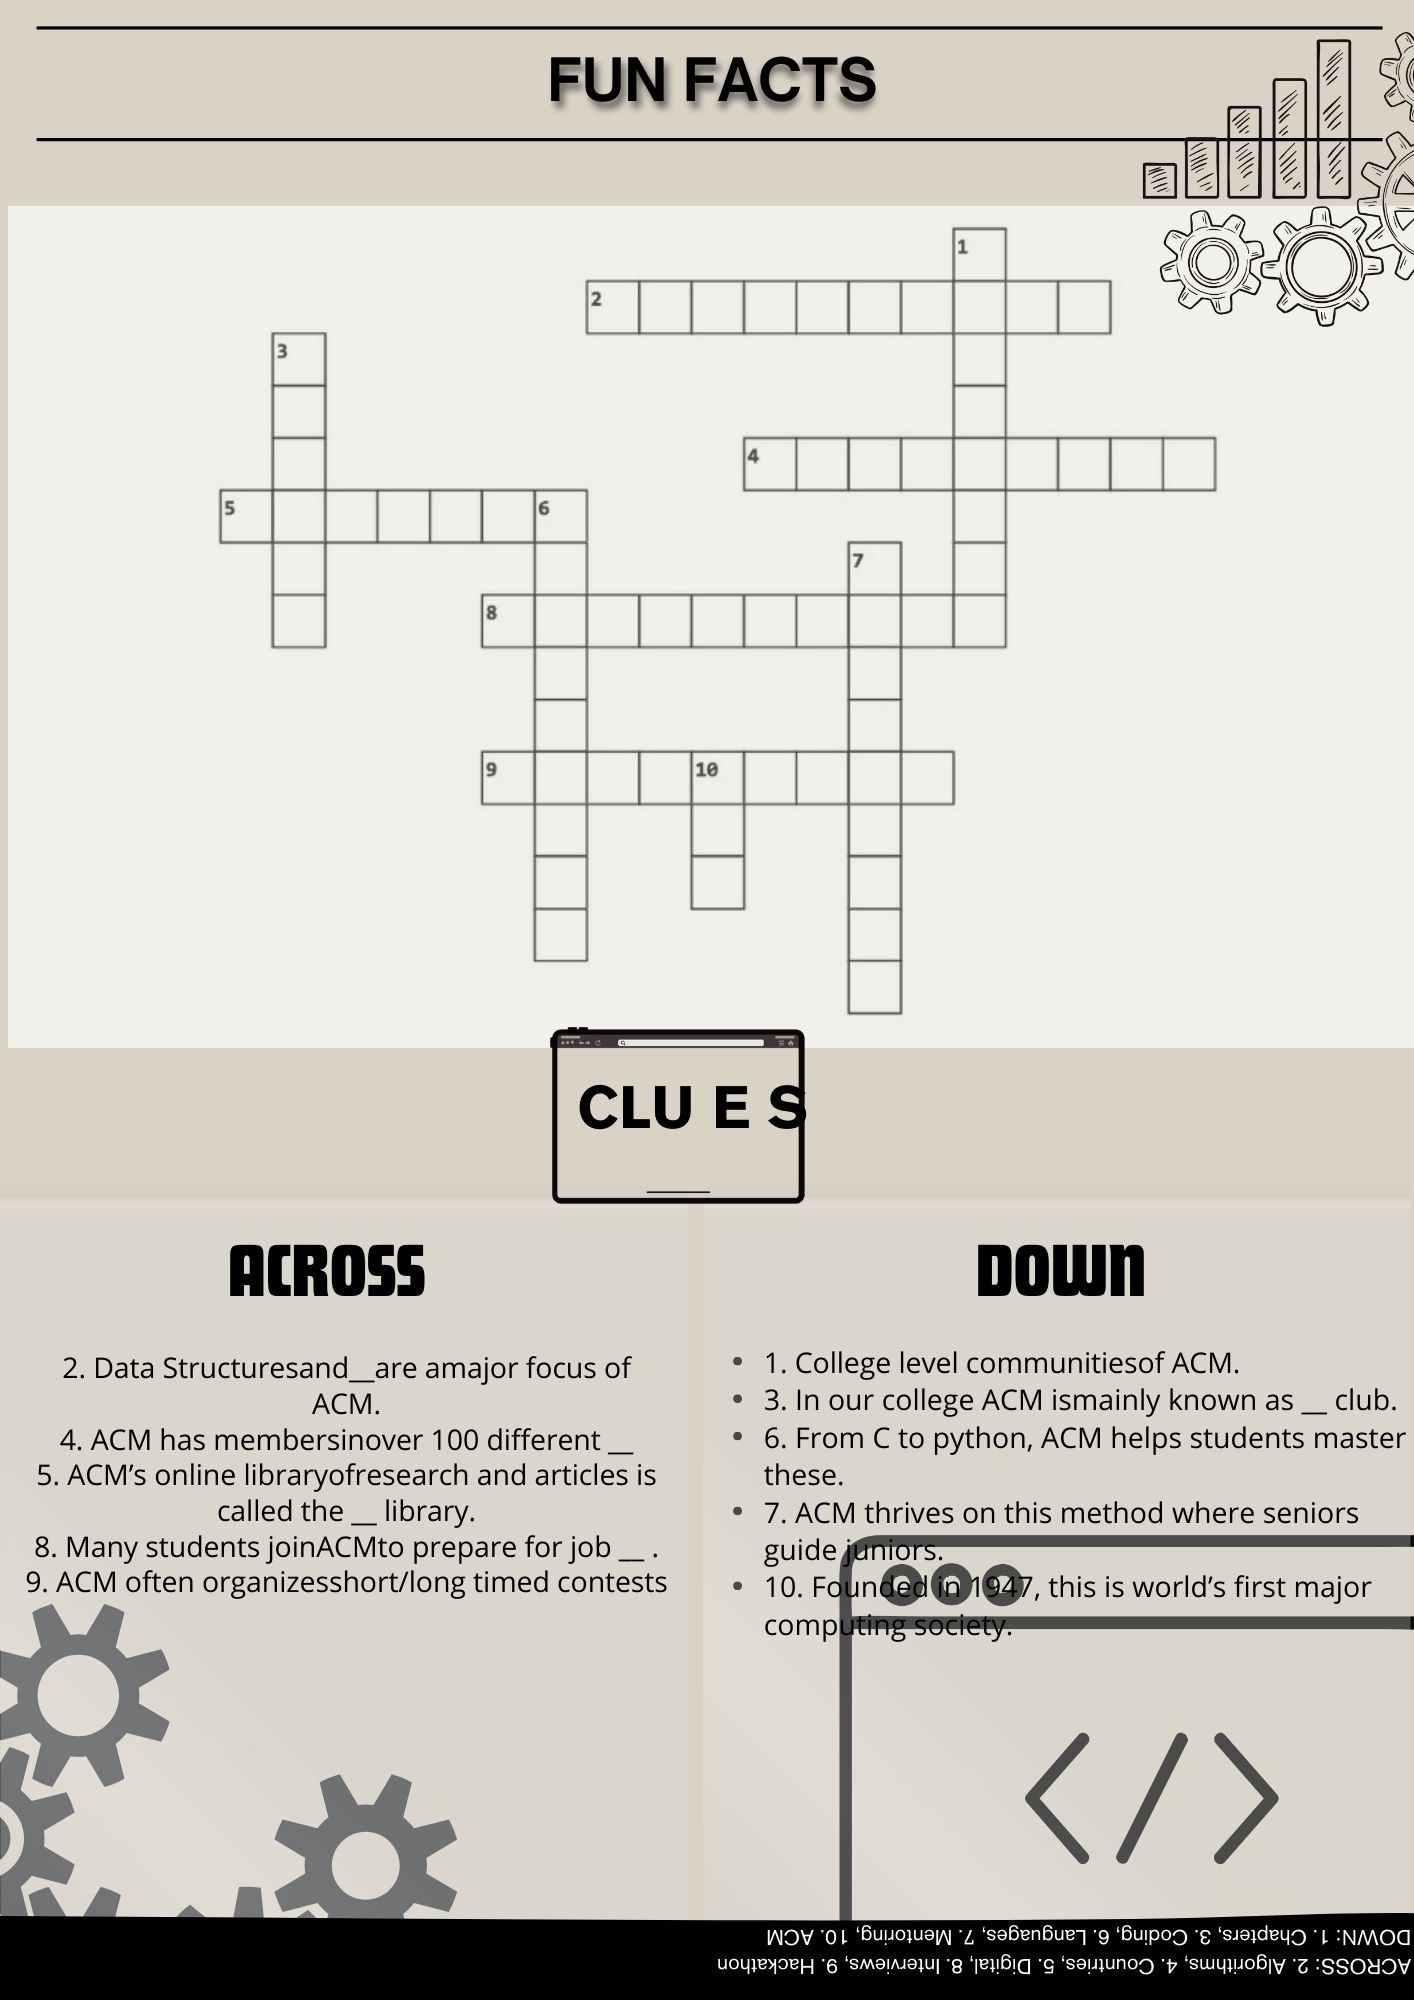 FUN FACTS
1
2
3
4
5
6
7
8
9
10
CLU E S
ACROSS
2. Data Structuresand__are amajor focus of
ACM.
4. ACM has membersinover 100 different __
5. ACM’s online libraryofresearch and articles is
called the __ library.
8. Many students joinACMto prepare for job __ .
9. ACM often organizesshort/long timed contests
DOWN
• 1. College level communitiesof ACM.
• 3. In our college ACM ismainly known as __ club.
• 6. From C to python, ACM helps students master
these.
• 7. ACM thrives on this method where seniors
guide juniors.
• 10. Founded in 1947, this is world’s first major
computing society.
ACROSS: 2. Algorithms, 4. Countries, 5. Digital, 8. Interviews, 9. Hackathon
DOWN: 1. Chapters, 3. Coding, 6. Languages, 7. Mentoring, 10. ACM